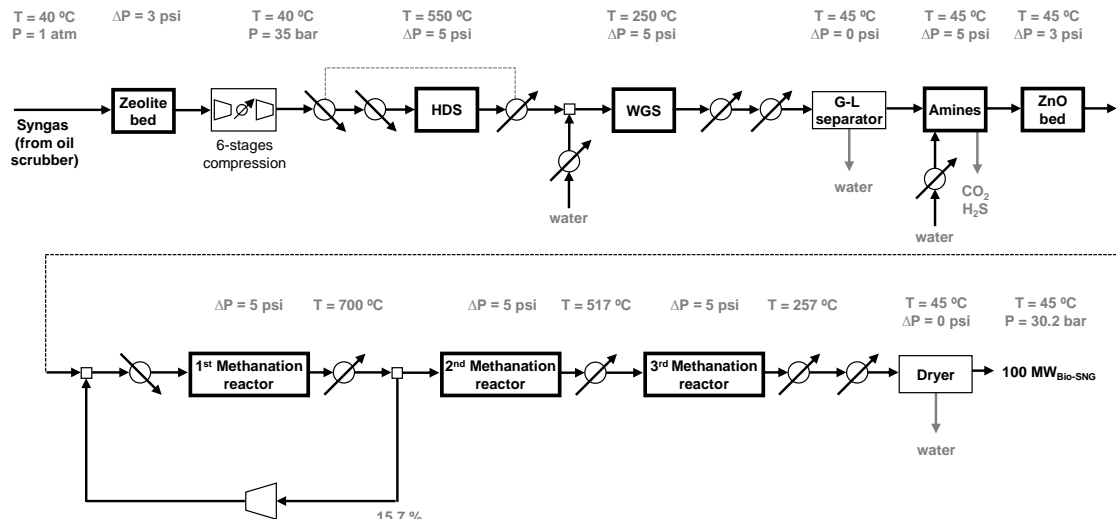 T = 40 ºC
P = 1 atm
ΔP = 3 psi
T = 40 ºC
P = 35 bar
T = 550 ºC
ΔP = 5 psi
T = 250 ºC
ΔP = 5 psi
T = 45 ºC
ΔP = 0 psi
T = 45 ºC
ΔP = 5 psi
T = 45 ºC
ΔP = 3 psi
Syngas
(from oil
scrubber)
Zeolite
bed
6-stages
compression
HDS
water
WGS
G-L
separator
water
Amines
water
CO₂
H₂S
ZnO
bed
ΔP = 5 psi
T = 700 ºC
ΔP = 5 psi
T = 517 ºC
ΔP = 5 psi
T = 257 ºC
T = 45 ºC
ΔP = 0 psi
T = 45 ºC
P = 30.2 bar
1st Methanation
reactor
2nd Methanation
reactor
3rd Methanation
reactor
Dryer
100 MWBio-SNG
water
15.7 %